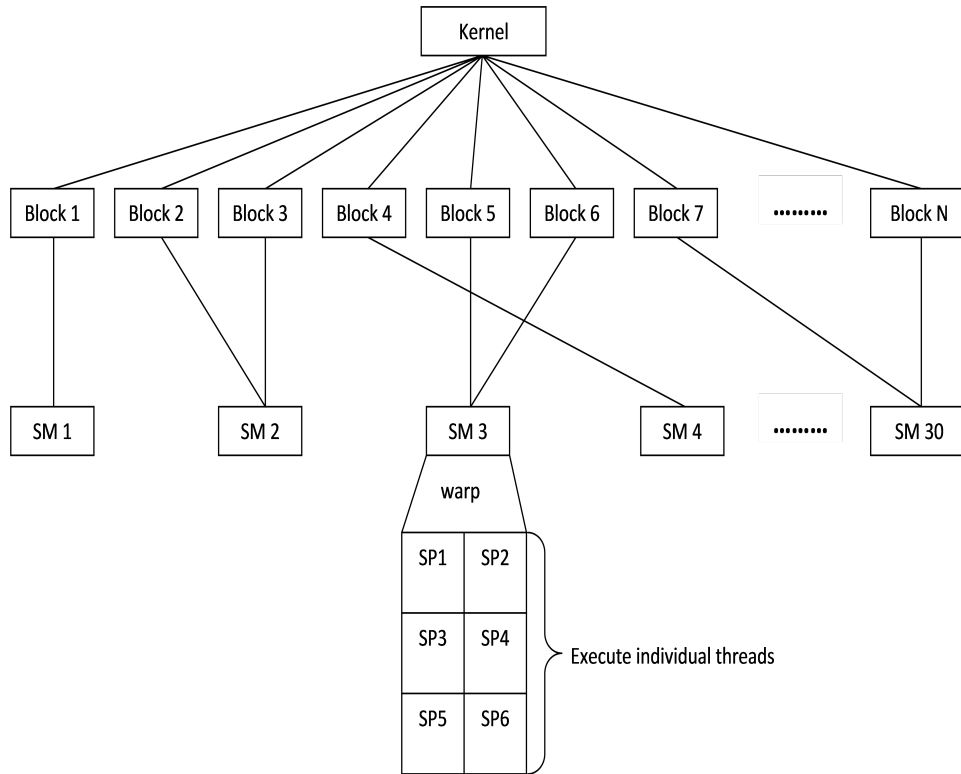 Kernel
Block 1
Block 2
Block 3
Block 4
Block 5
Block 6
Block 7
.........
Block N
SM 1
SM 2
SM 3
SM 4
.........
SM 30
warp
SP1
SP2
SP3
SP4
Execute individual threads
SP5
SP6